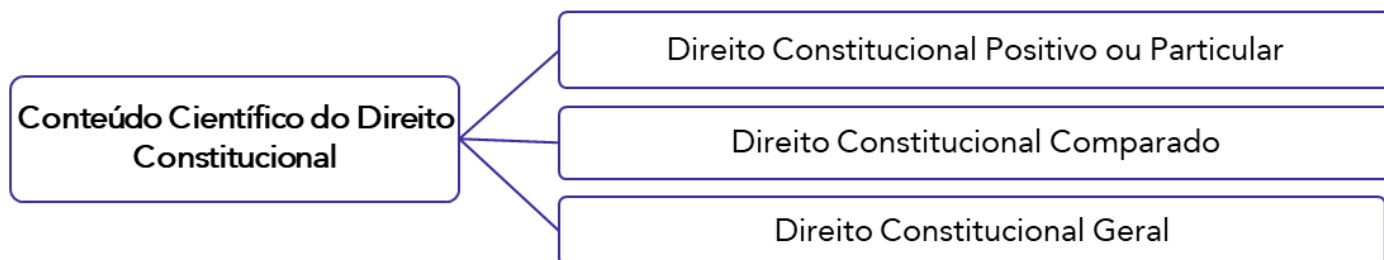 Conteúdo Científico do Direito
Constitucional
Direito Constitucional Positivo ou Particular
Direito Constitucional Comparado
Direito Constitucional Geral